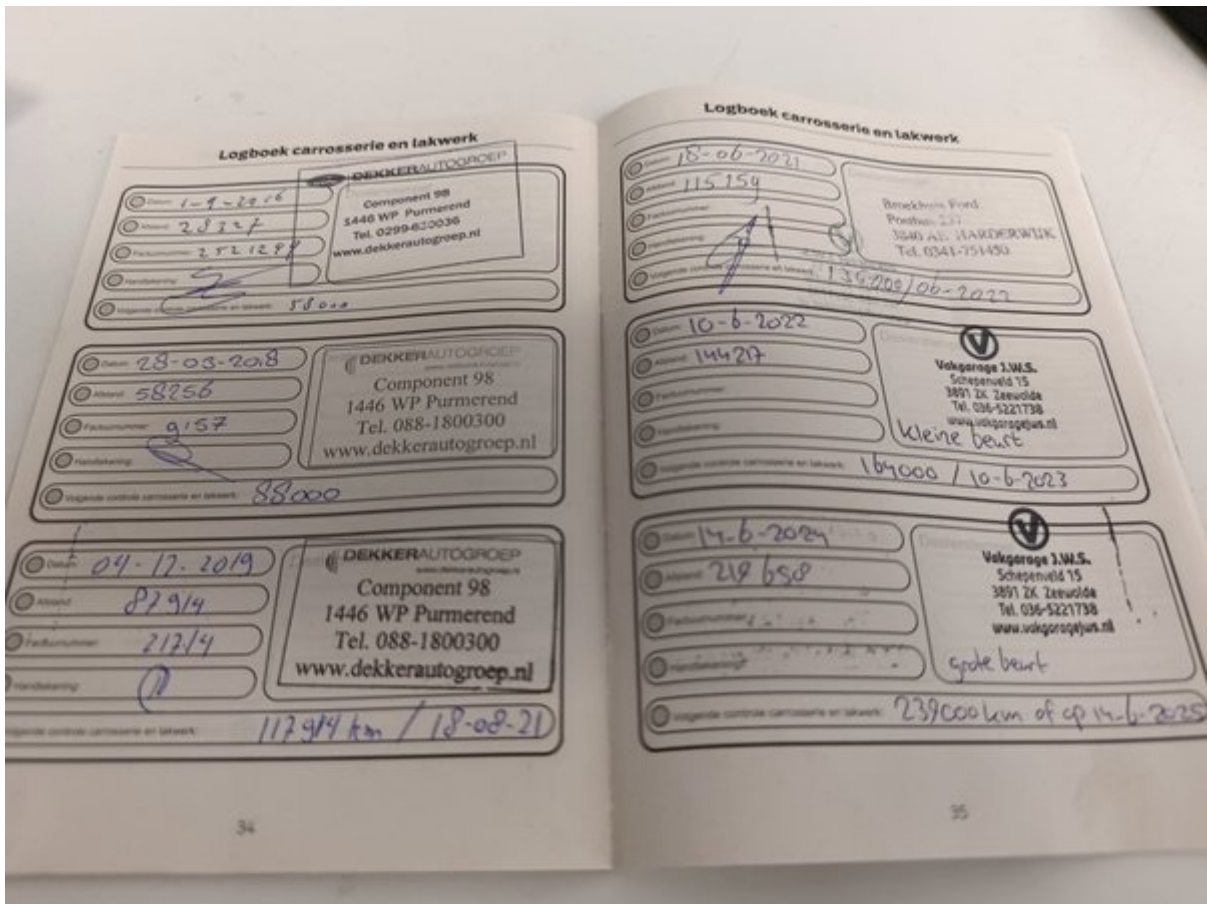 Logboek carrosserie en lakwerk
Datum: 1-9-2016
Afstand: 28327
Factuurnummer: 2521298
Handtekening:
Volgende controle carrosserie en lakwerk: 58000
DEKKERAUTOGROEP
Component 98
1446 WP Purmerend
Tel. 0299-630036
www.dekkerautogroep.nl
Datum: 28-03-2018
Afstand: 58256
Factuurnummer: 9157
Handtekening:
Volgende controle carrosserie en lakwerk: 88000
DEKKERAUTOGROEP
Component 98
1446 WP Purmerend
Tel. 088-1800300
www.dekkerautogroep.nl
Datum: 04-12-2019
Afstand: 87914
Factuurnummer: 21214
Handtekening:
Volgende controle carrosserie en lakwerk: 117914 km / 18-08-21
DEKKERAUTOGROEP
Component 98
1446 WP Purmerend
Tel. 088-1800300
www.dekkerautogroep.nl
34
Logboek carrosserie en lakwerk
Datum: 18-06-2021
Afstand: 115159
Factuurnummer:
Handtekening:
Volgende controle carrosserie en lakwerk: 135.000/06-2022
Broekhuis Ford
Postbus 237
3840 AE HARDERWIJK
Tel. 0341-751450
Datum: 10-6-2022
Afstand: 144217
Factuurnummer:
Handtekening:
Volgende controle carrosserie en lakwerk: 164000 / 10-6-2023
Vakgarage J.W.S.
Schepenveld 15
3891 ZK Zeewolde
Tel. 036-5221738
www.vakgaragejws.nl
kleine beurt
Datum: 14-6-2024
Afstand: 219658
Factuurnummer:
Handtekening:
Volgende controle carrosserie en lakwerk: 239000 km of op 14-6-2025
Vakgarage J.W.S.
Schepenveld 15
3891 ZK Zeewolde
Tel. 036-5221738
www.vakgaragejws.nl
grote beurt
35